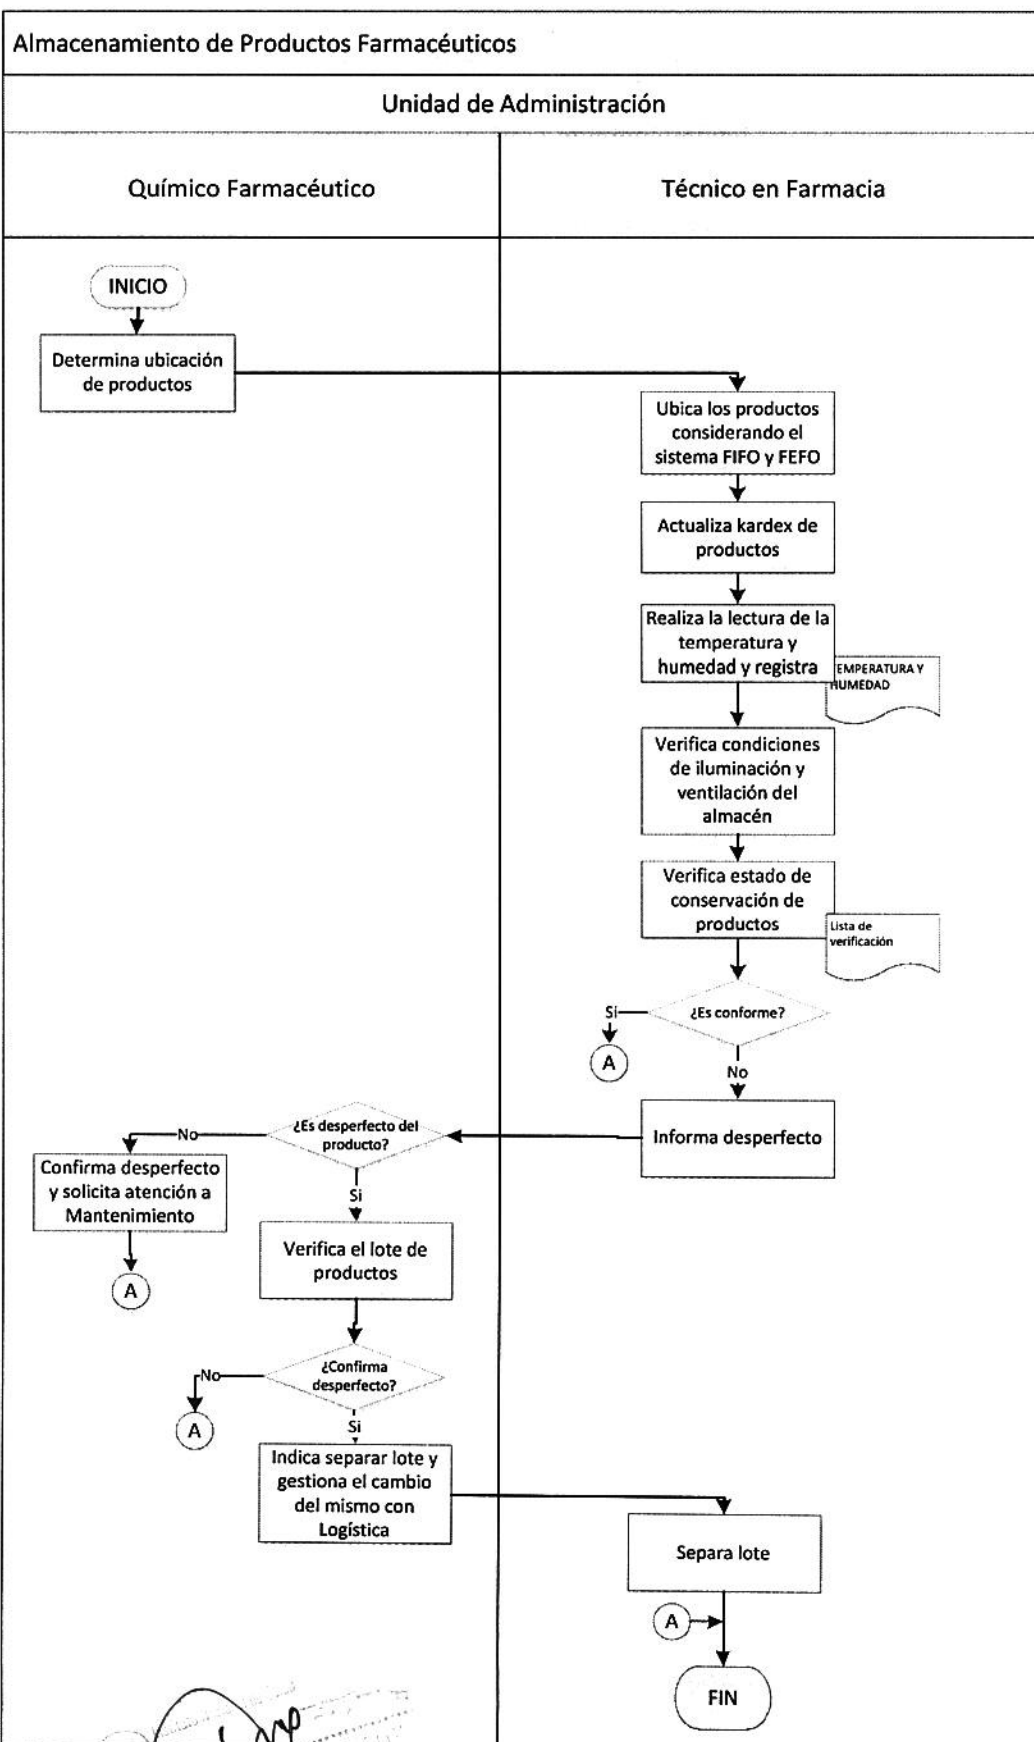 Almacenamiento de Productos Farmacéuticos
Unidad de Administración
Químico Farmacéutico
Técnico en Farmacia
INICIO
Determina ubicación
de productos
Ubica los productos
considerando el
sistema FIFO y FEFO
Actualiza kardex de
productos
Realiza la lectura de la
temperatura y
humedad y registra
EMPERATURA Y
HUMEDAD
Verifica condiciones
de iluminación y
ventilación del
almacén
Verifica estado de
conservación de
productos
Lista de
verificación
¿Es conforme?
Si
A
No
Informa desperfecto
¿Es desperfecto del
producto?
No
Confirma desperfecto
y solicita atención a
Mantenimiento
A
Si
Verifica el lote de
productos
¿Confirma
desperfecto?
No
A
Si
Indica separar lote y
gestiona el cambio
del mismo con
Logística
Separa lote
A
FIN